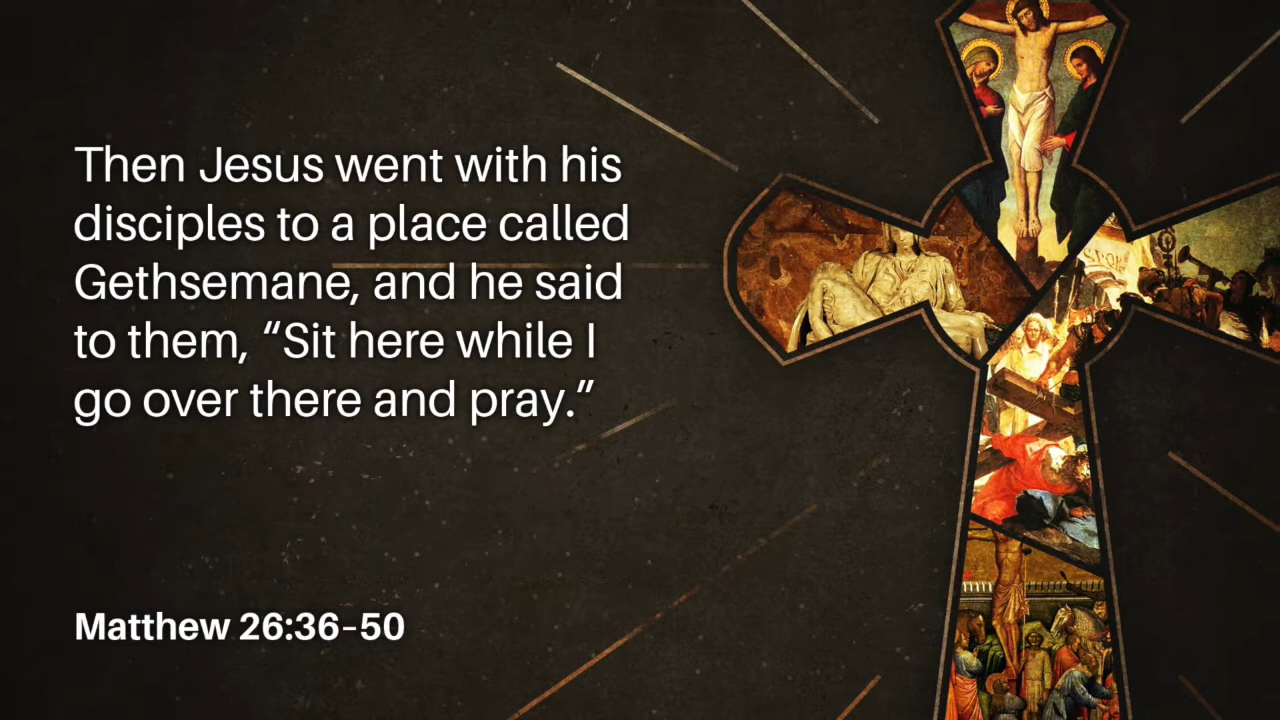 Then Jesus went with his
disciples to a place called
Gethsemane, and he said
to them, “Sit here while I
go over there and pray.”
Matthew 26:36–50
SPQR